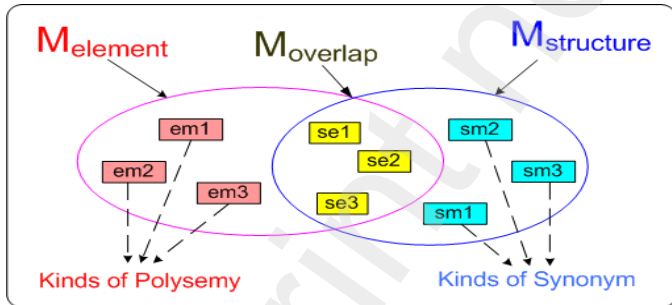 Melement
Moverlap
Mstructure
em1
se1
sm2
se2
em2
sm3
em3
se3
sm1
Kinds of Polysemy
Kinds of Synonym